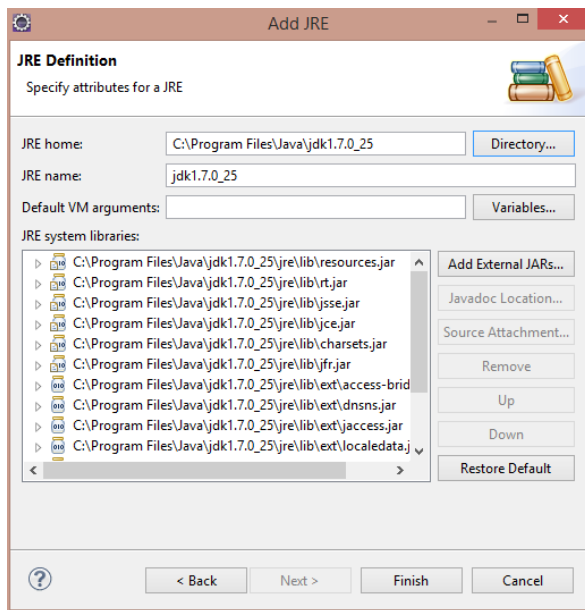 Add JRE
JRE Definition
Specify attributes for a JRE
JRE home: C:\Program Files\Java\jdk1.7.0_25 Directory...
JRE name: jdk1.7.0_25
Default VM arguments: Variables...
JRE system libraries:
C:\Program Files\Java\jdk1.7.0_25\jre\lib\resources.jar
C:\Program Files\Java\jdk1.7.0_25\jre\lib\rt.jar
C:\Program Files\Java\jdk1.7.0_25\jre\lib\jsse.jar
C:\Program Files\Java\jdk1.7.0_25\jre\lib\jce.jar
C:\Program Files\Java\jdk1.7.0_25\jre\lib\charsets.jar
C:\Program Files\Java\jdk1.7.0_25\jre\lib\jfr.jar
C:\Program Files\Java\jdk1.7.0_25\jre\lib\ext\access-brid
C:\Program Files\Java\jdk1.7.0_25\jre\lib\ext\dnsns.jar
C:\Program Files\Java\jdk1.7.0_25\jre\lib\ext\jaccess.jar
C:\Program Files\Java\jdk1.7.0_25\jre\lib\ext\localedata.j
Add External JARs...
Javadoc Location...
Source Attachment...
Remove
Up
Down
Restore Default
? < Back Next > Finish Cancel